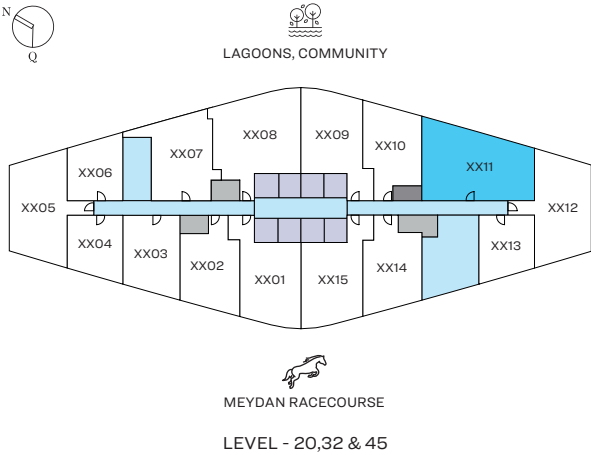 N
Q
LAGOONS, COMMUNITY
XX08
XX09
XX10
XX07
XX11
XX06
XX05
XX12
XX04
XX03
XX02
XX01
XX15
XX14
XX13
MEYDAN RACECOURSE
LEVEL - 20,32 & 45